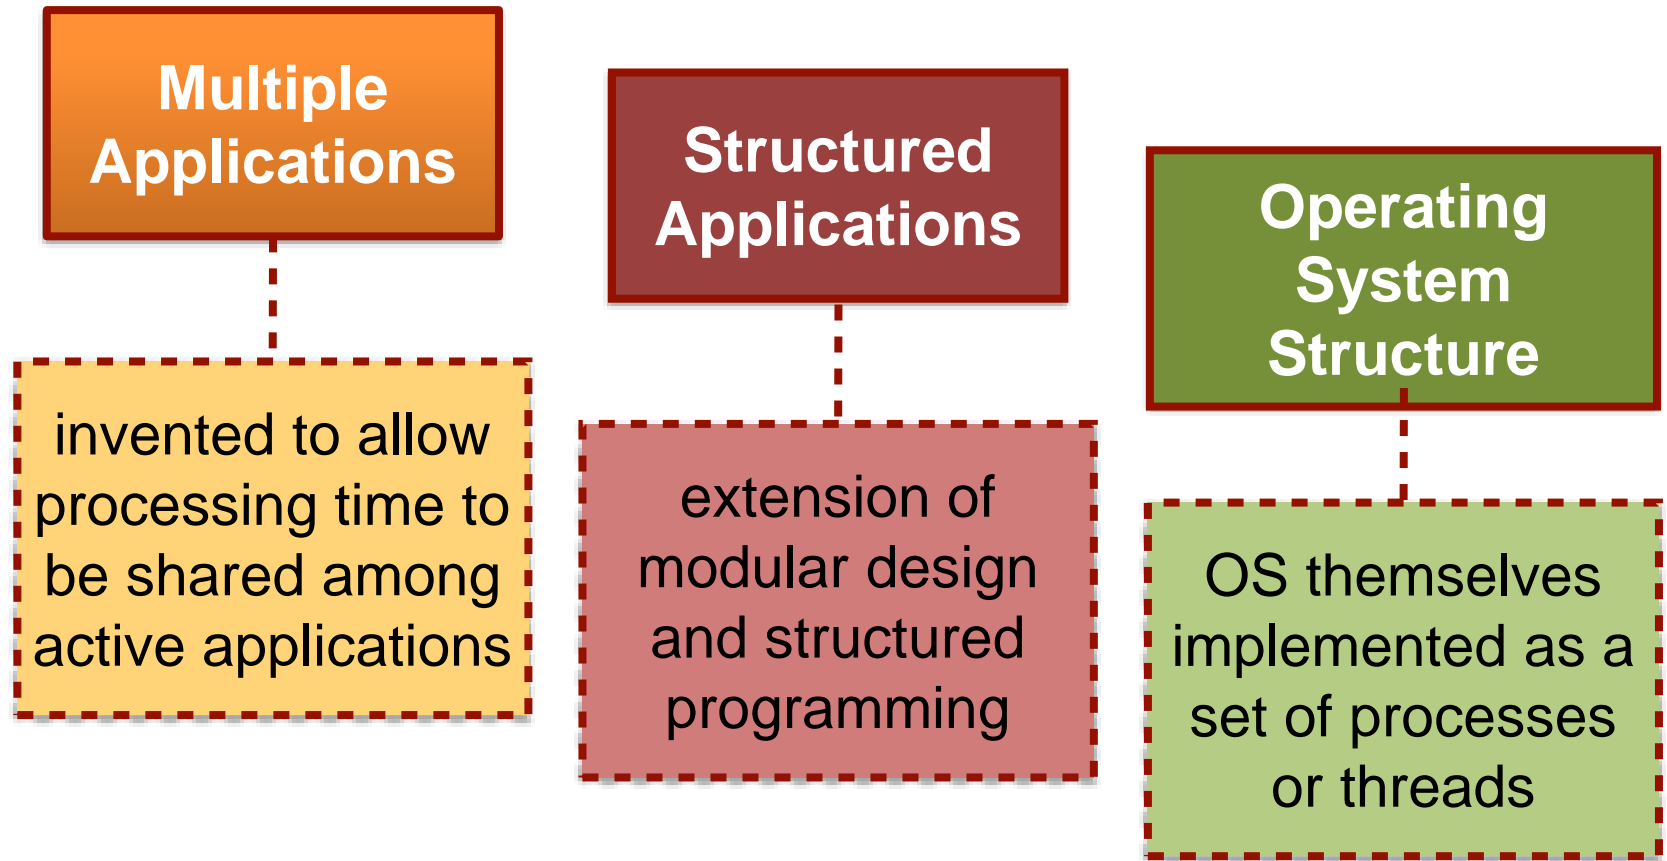 Multiple
Applications
invented to allow
processing time to
be shared among
active applications
Structured
Applications
extension of
modular design
and structured
programming
Operating
System
Structure
OS themselves
implemented as a
set of processes
or threads